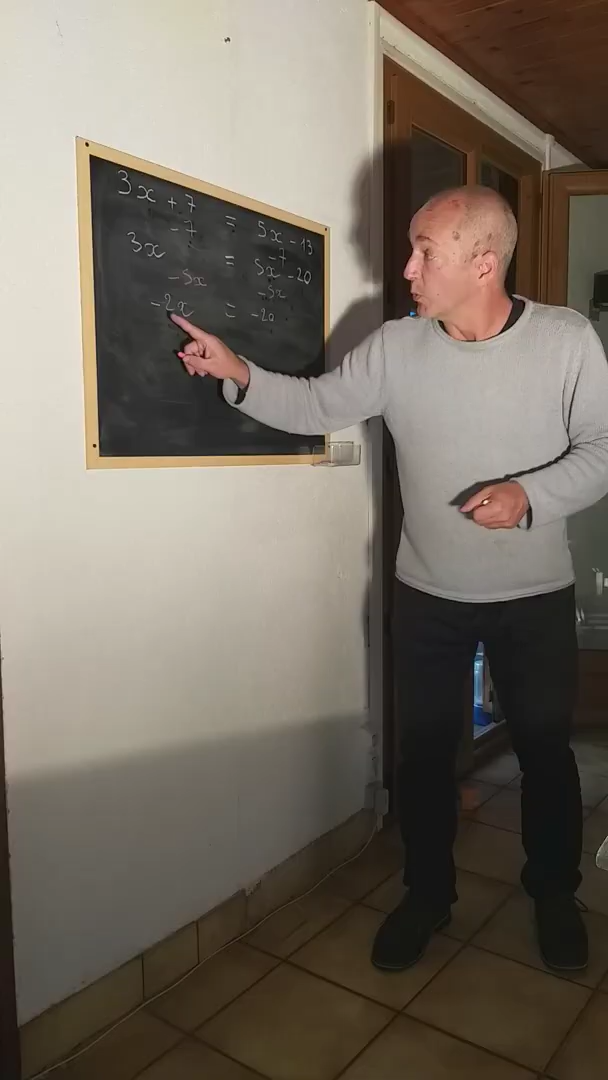 3x + 7 = 5x - 13
-7 -7
3x = 5x - 20
-5x -5x
-2x = -20